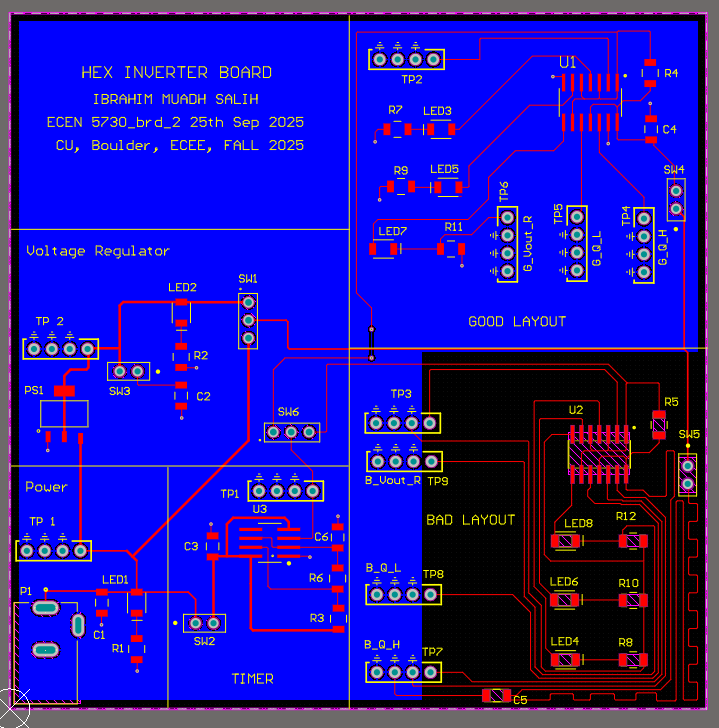 HEX INVERTER BOARD
IBRAHIM MUADH SALIH
ECEN 5730_brd_2 25th Sep 2025
CU, Boulder, ECEE, FALL 2025
TP2
U1
R4
R7
LED3
C4
R9
LED5
SW4
TP6
TP5
TP4
LED7
R11
G_Vout_R
G_Q_L
G_Q_H
GOOD LAYOUT
Voltage Regulator
LED2
SW1
TP 2
R2
SW3
PS1
C2
SW6
TP3
U2
R5
SW5
B_Vout_R
TP9
BAD LAYOUT
LED8
R12
B_Q_L
TP8
LED6
R10
B_Q_H
TP7
LED4
R8
C5
Power
TP 1
P1
LED1
C1
R1
TP1
U3
C3
C6
R6
R3
SW2
TIMER